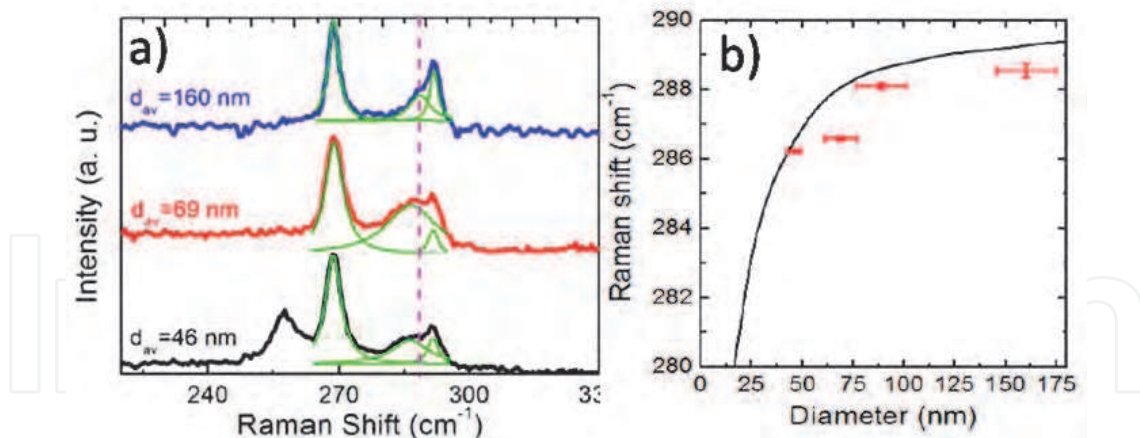 a)
d_av=160 nm
d_av=69 nm
d_av=46 nm
Intensity (a. u.)
240
270
300
33
Raman Shift (cm⁻¹)
b)
290
288
286
284
282
280
Raman shift (cm⁻¹)
0
25
50
75
100
125
150
175
Diameter (nm)